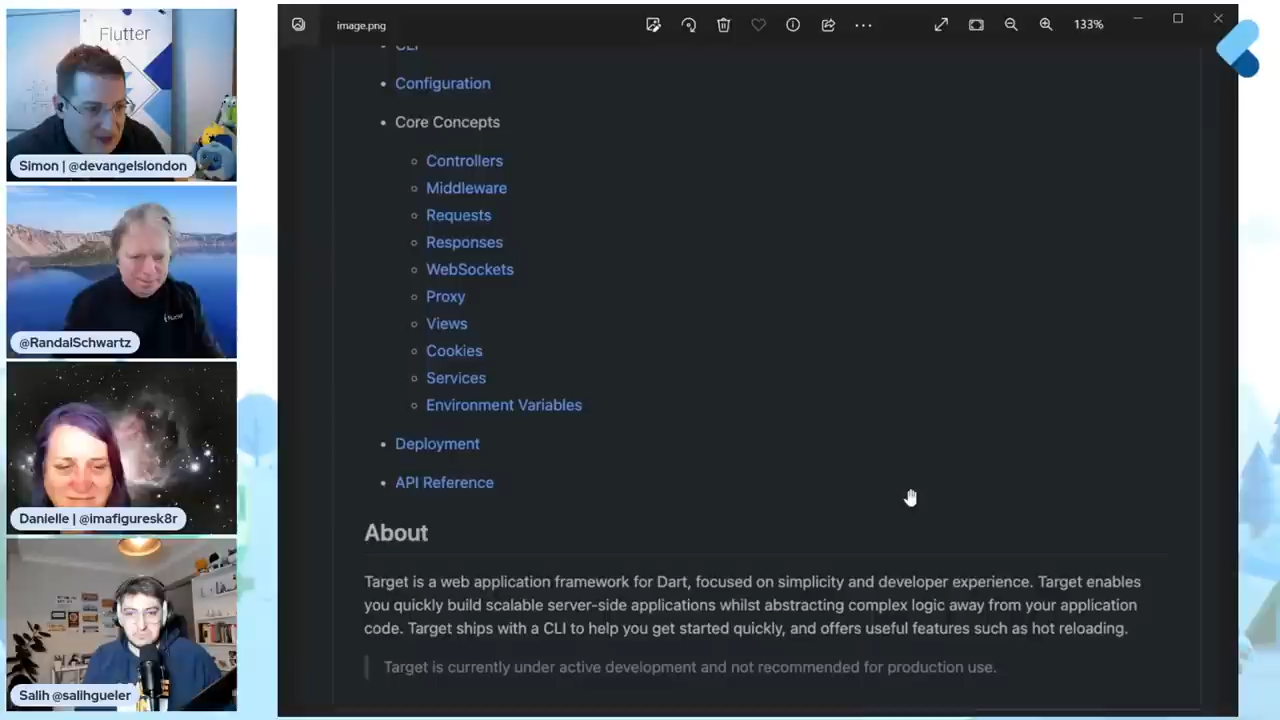 Flutter
Simon | @devangelslondon
@RandalSchwartz
Danielle | @imafiguresk8r
Salih @salihgueler
image.png
133%
CLI
Configuration
Core Concepts
Controllers
Middleware
Requests
Responses
WebSockets
Proxy
Views
Cookies
Services
Environment Variables
Deployment
API Reference
About
Target is a web application framework for Dart, focused on simplicity and developer experience. Target enables
you quickly build scalable server-side applications whilst abstracting complex logic away from your application
code. Target ships with a CLI to help you get started quickly, and offers useful features such as hot reloading.
Target is currently under active development and not recommended for production use.